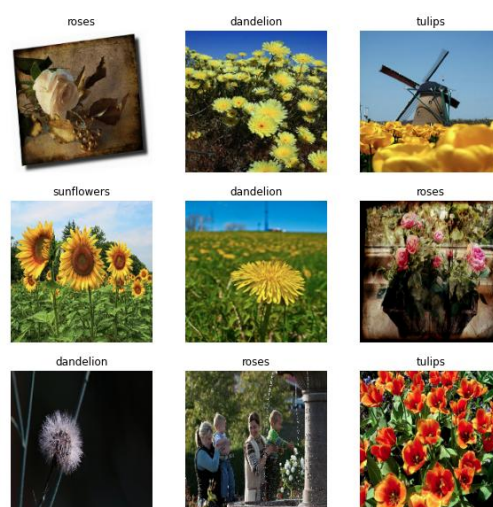 roses
dandelion
tulips
sunflowers
dandelion
roses
dandelion
roses
tulips